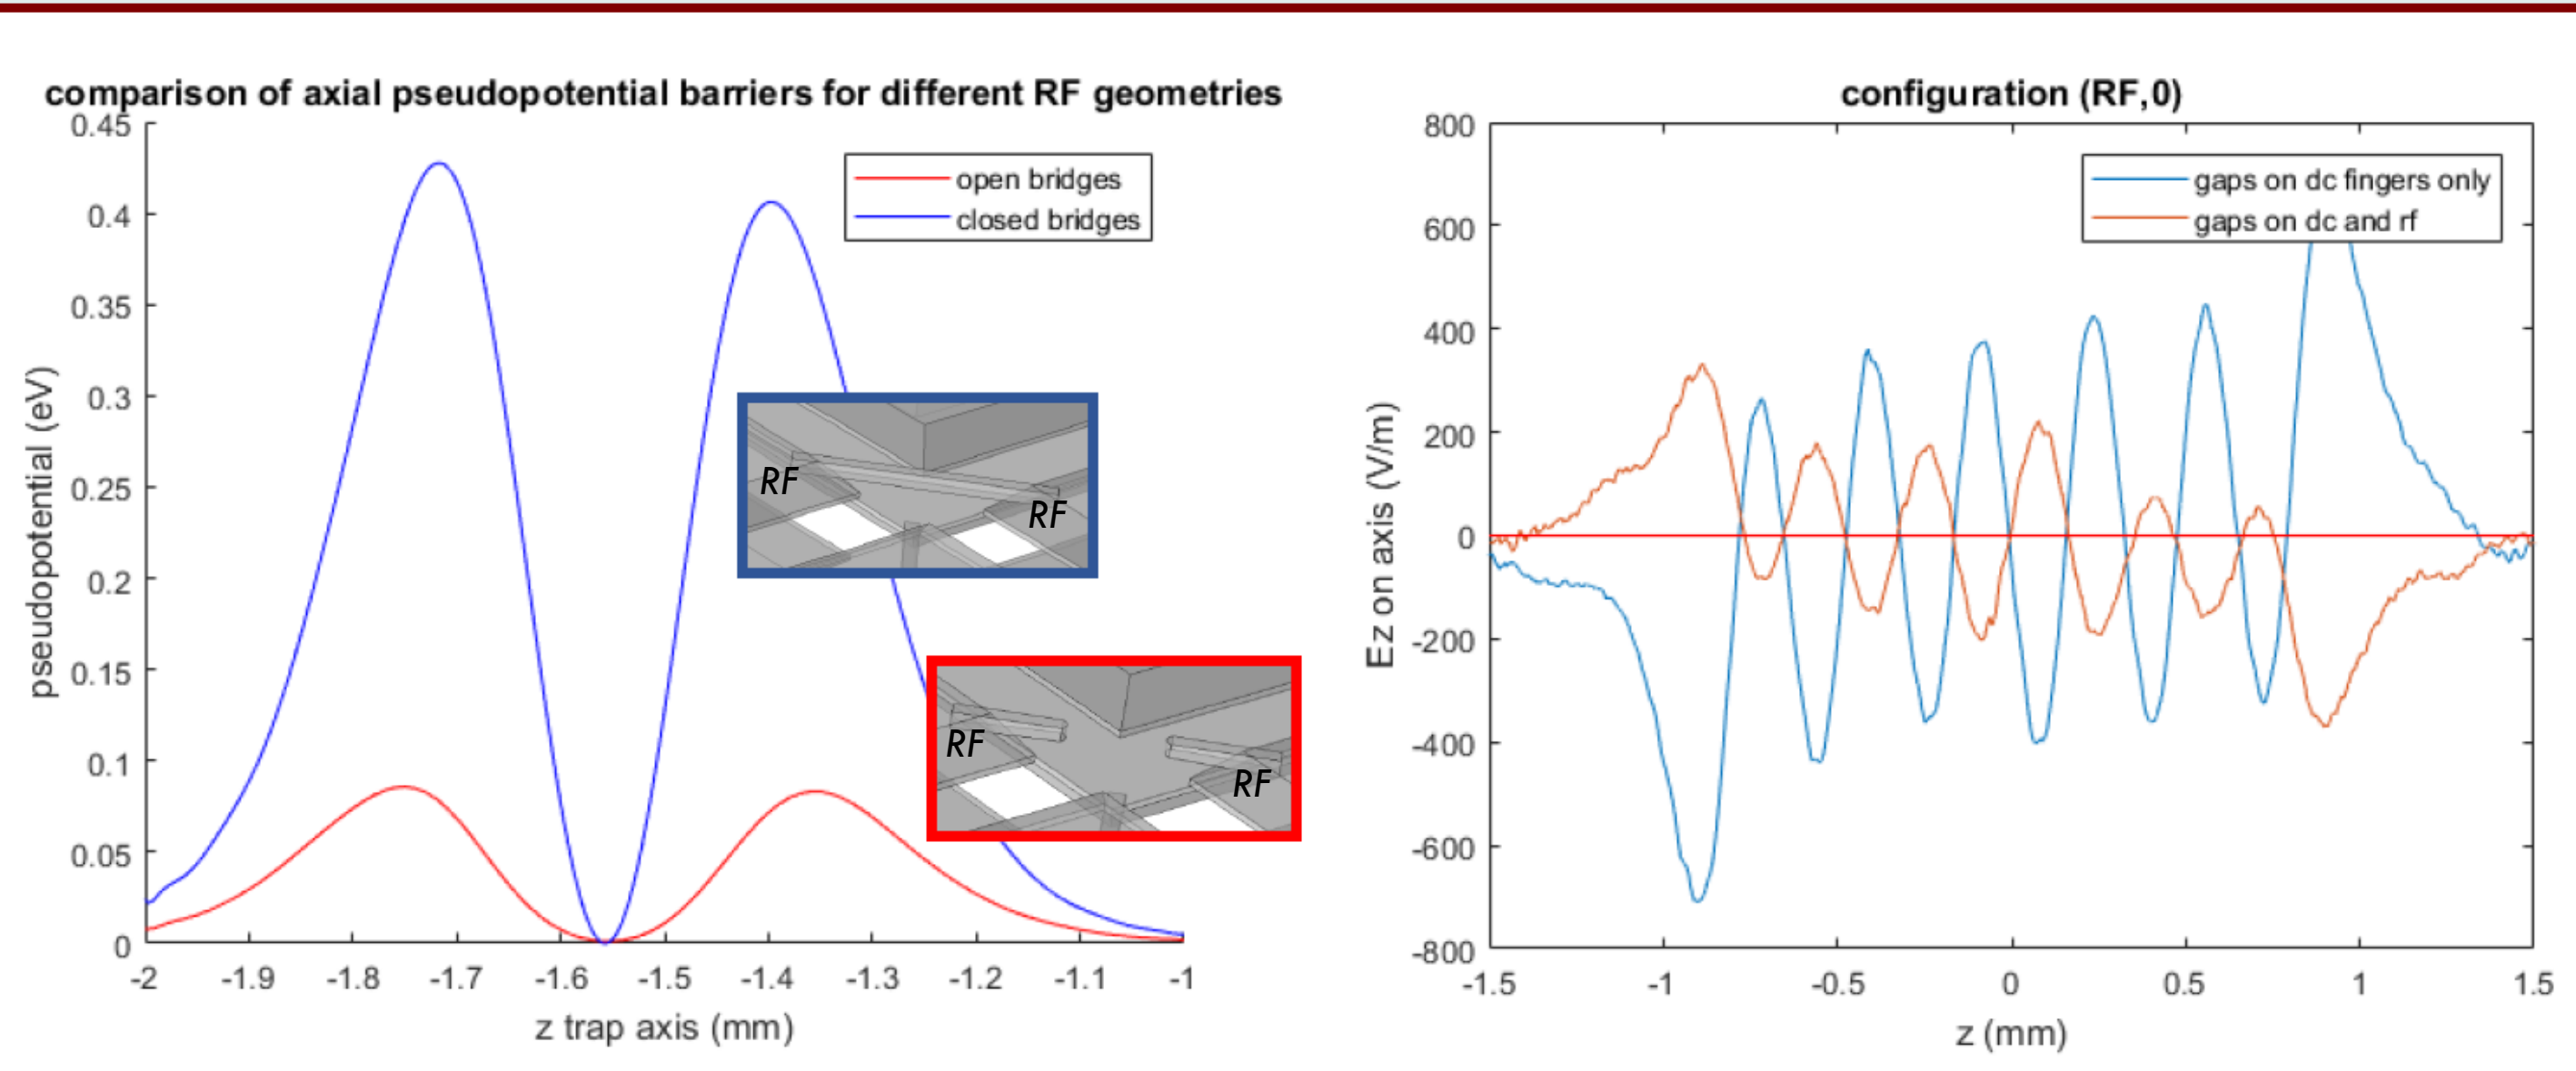 comparison of axial pseudopotential barriers for different RF geometries
0.45
0.4
0.35
0.3
0.25
0.2
0.15
0.1
0.05
0
pseudopotential (eV)
open bridges
closed bridges
RF
RF
RF
RF
-2 -1.9 -1.8 -1.7 -1.6 -1.5 -1.4 -1.3 -1.2 -1.1 -1
z trap axis (mm)
configuration (RF,0)
800
600
400
200
0
-200
-400
-600
-800
Ez on axis (V/m)
gaps on dc fingers only
gaps on dc and rf
-1.5 -1 -0.5 0 0.5 1 1.5
z (mm)